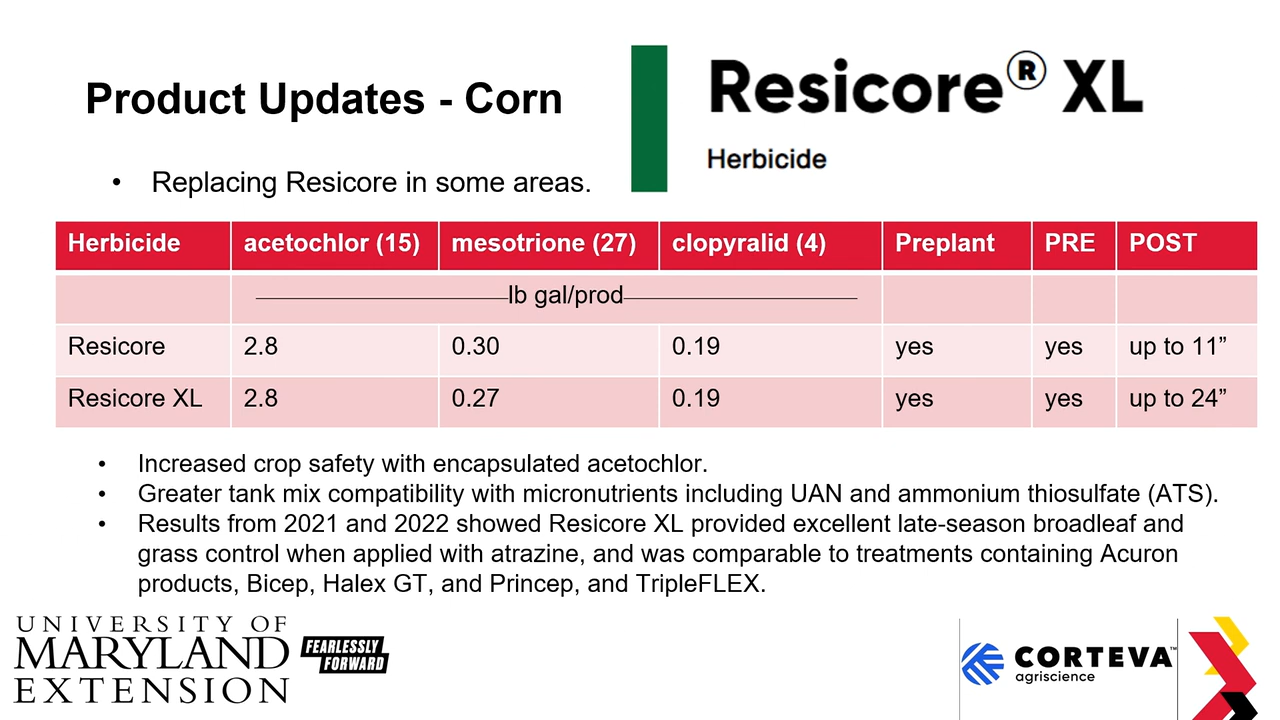 Product Updates - Corn
Resicore® XL
Herbicide
• Replacing Resicore in some areas.
Herbicide acetochlor (15) mesotrione (27) clopyralid (4) Preplant PRE POST
lb gal/prod
Resicore 2.8 0.30 0.19 yes yes up to 11”
Resicore XL 2.8 0.27 0.19 yes yes up to 24”
• Increased crop safety with encapsulated acetochlor.
• Greater tank mix compatibility with micronutrients including UAN and ammonium thiosulfate (ATS).
• Results from 2021 and 2022 showed Resicore XL provided excellent late-season broadleaf and
grass control when applied with atrazine, and was comparable to treatments containing Acuron
products, Bicep, Halex GT, and Princep, and TripleFLEX.
UNIVERSITY OF
MARYLAND
EXTENSION
FEARLESSLY
FORWARD
CORTEVA™
agriscience